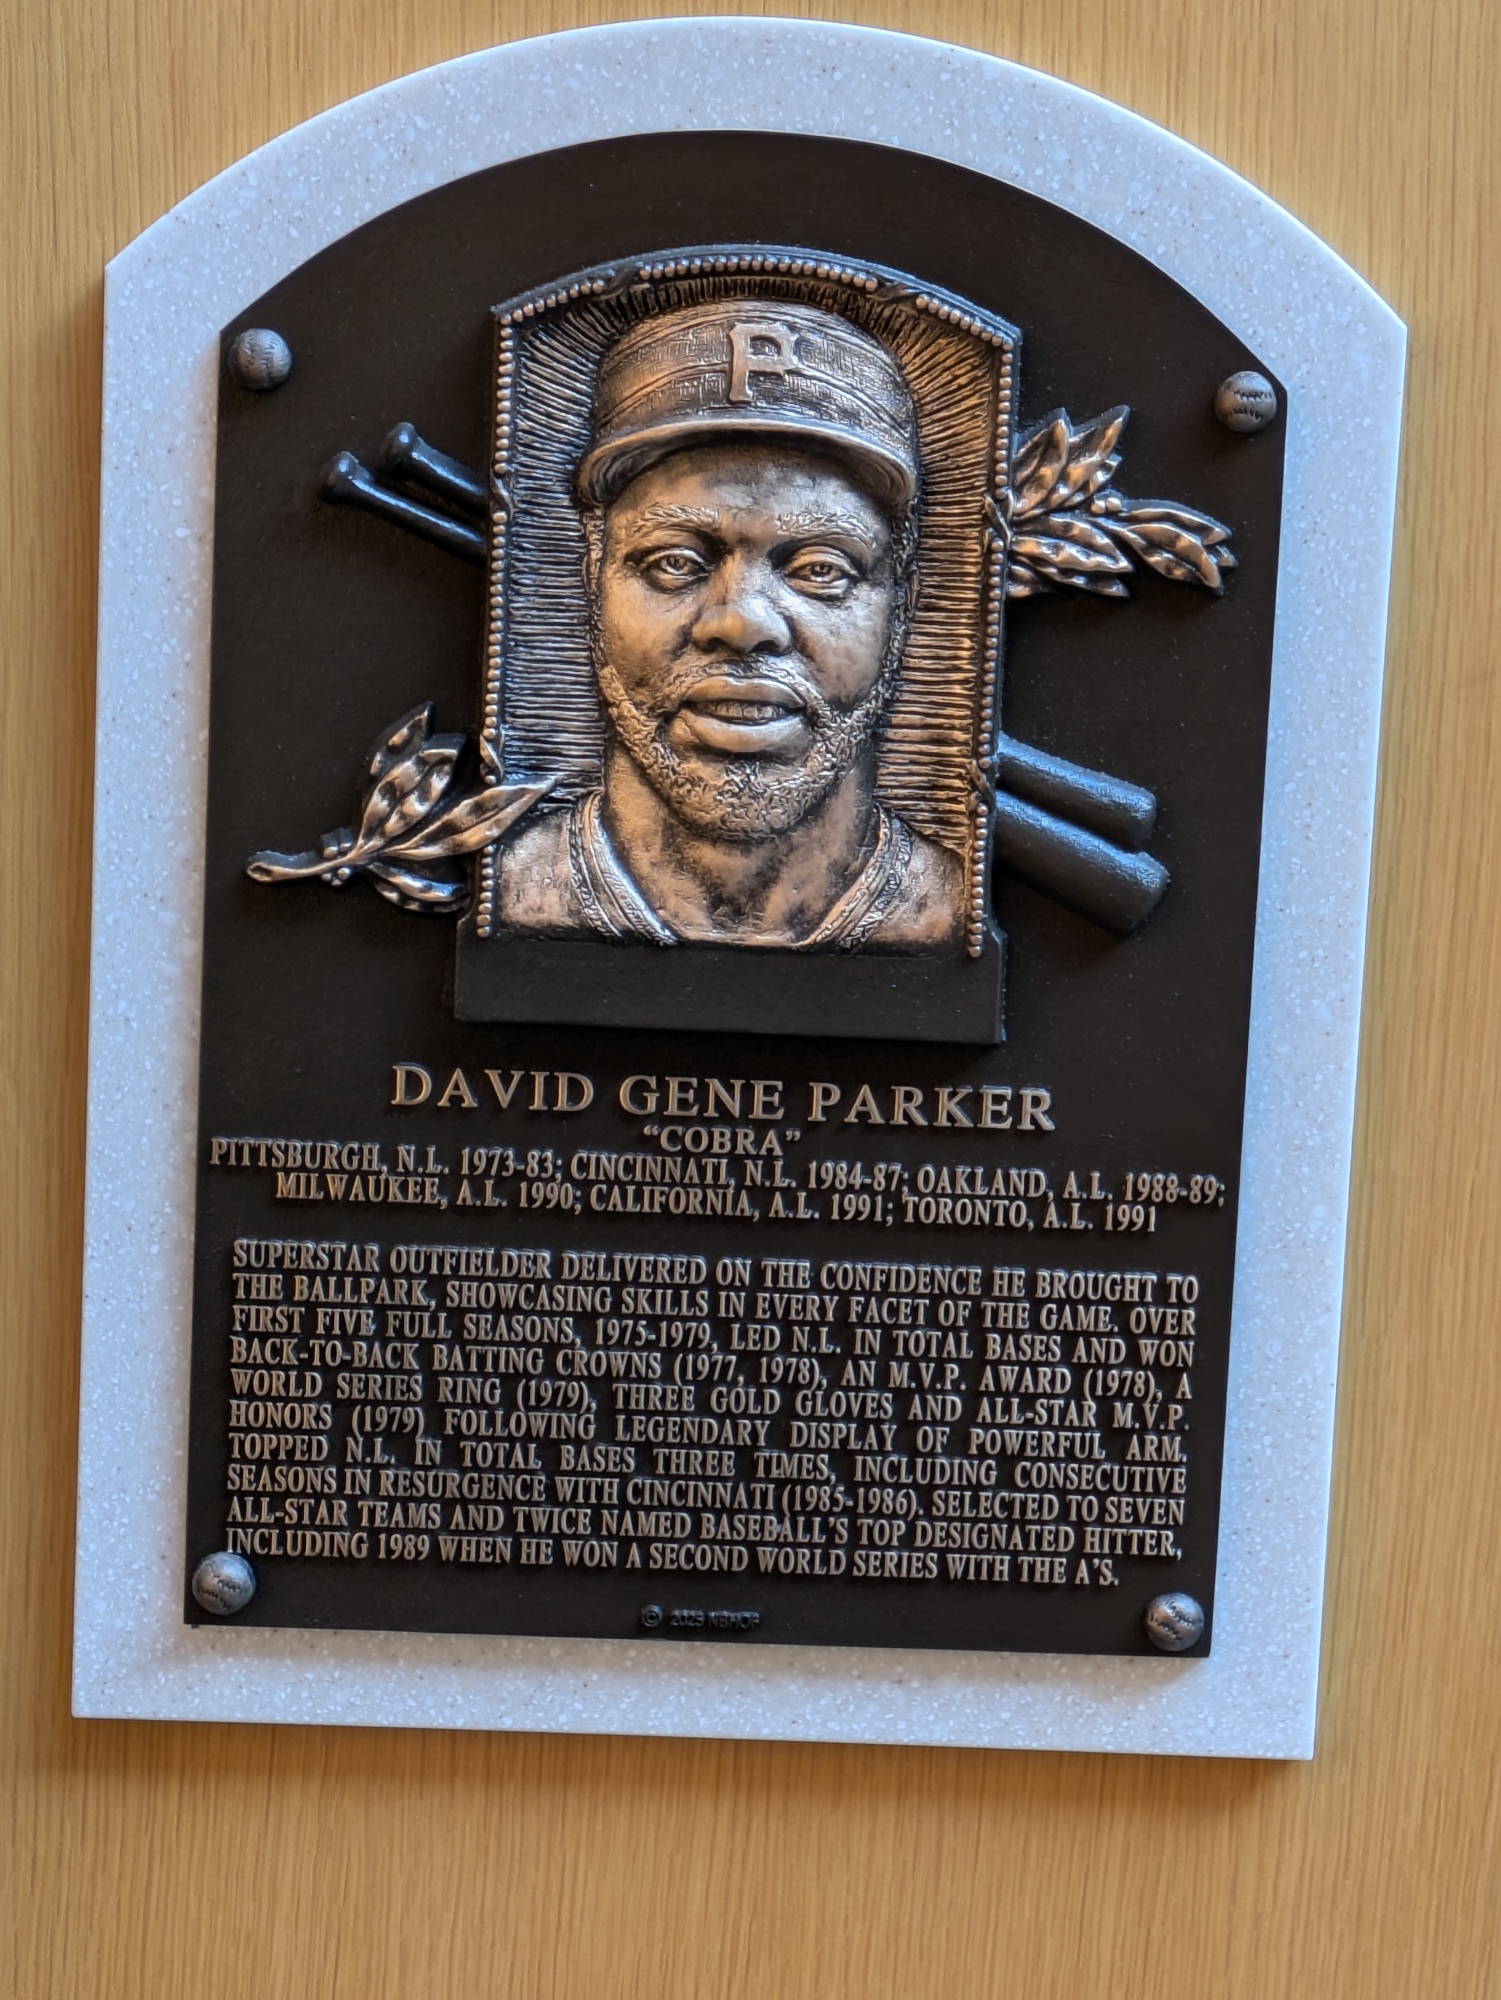 P
DAVID GENE PARKER
“COBRA”
PITTSBURGH, N.L. 1973-83; CINCINNATI, N.L. 1984-87; OAKLAND, A.L. 1988-89;
MILWAUKEE, A.L. 1990; CALIFORNIA, A.L. 1991; TORONTO, A.L. 1991
SUPERSTAR OUTFIELDER DELIVERED ON THE CONFIDENCE HE BROUGHT TO
THE BALLPARK, SHOWCASING SKILLS IN EVERY FACET OF THE GAME. OVER
FIRST FIVE FULL SEASONS, 1975-1979, LED N.L. IN TOTAL BASES AND WON
BACK-TO-BACK BATTING CROWNS (1977, 1978), AN M.V.P. AWARD (1978), A
WORLD SERIES RING (1979), THREE GOLD GLOVES AND ALL-STAR M.V.P.
HONORS (1979) FOLLOWING LEGENDARY DISPLAY OF POWERFUL ARM.
TOPPED N.L. IN TOTAL BASES THREE TIMES, INCLUDING CONSECUTIVE
SEASONS IN RESURGENCE WITH CINCINNATI (1985-1986). SELECTED TO SEVEN
ALL-STAR TEAMS AND TWICE NAMED BASEBALL’S TOP DESIGNATED HITTER,
INCLUDING 1989 WHEN HE WON A SECOND WORLD SERIES WITH THE A’S.
© 2025 NBHOF